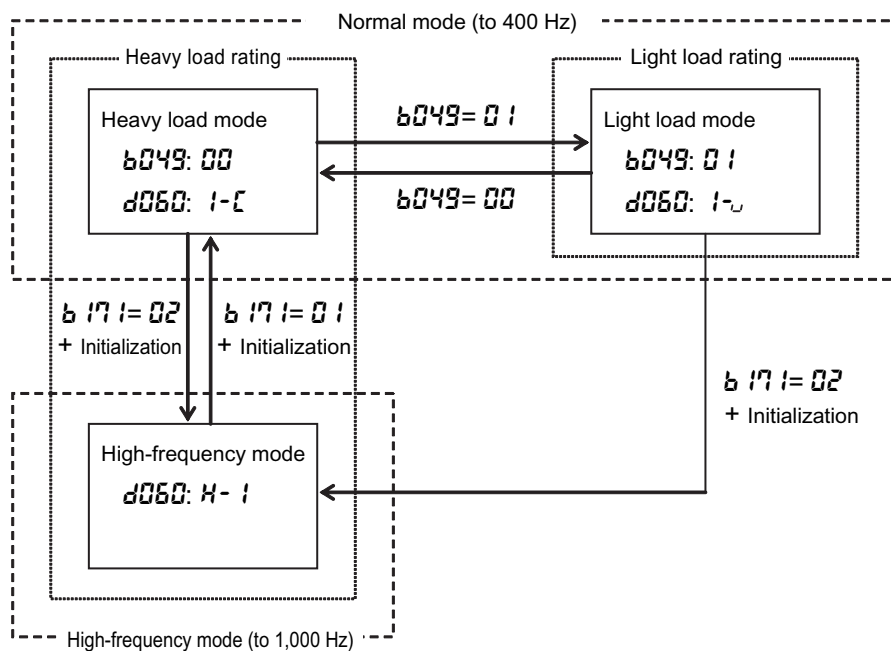 Normal mode (to 400 Hz)
Heavy load rating
Light load rating
Heavy load mode
b049: 00
d060: 1-C
b049= 01
b049= 00
Light load mode
b049: 01
d060: 1-␣
b171= 02
+ Initialization
b171= 01
+ Initialization
b171= 02
+ Initialization
High-frequency mode
d060: H-1
High-frequency mode (to 1,000 Hz)